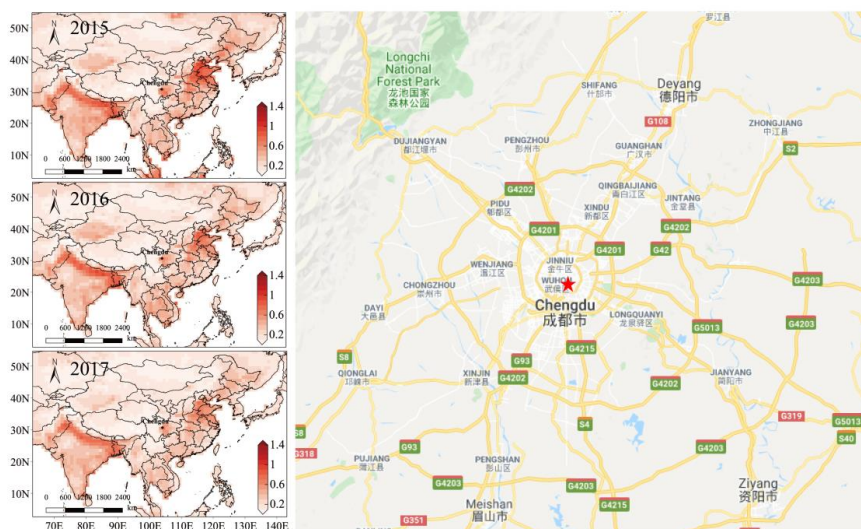 2015
N
50N
40N
30N
20N
10N
Chengdu
1.4
1
0.6
0.2
0 600 1200 1800 2400
km
2016
N
50N
40N
30N
20N
10N
Chengdu
1.4
1
0.6
0.2
0 600 1200 1800 2400
km
2017
N
50N
40N
30N
20N
10N
Chengdu
1.4
1
0.6
0.2
0 600 1200 1800 2400
km
70E 80E 90E 100E 110E 120E 130E 140E
罗江县
Longchi
National
Forest Park
龙池国家
森林公园
SHIFANG
什邡市
Deyang
德阳市
G108
ZHONGJIANG
中江县
S2
DUJIANGYAN
都江堰市
PENGZHOU
彭州市
GUANGHAN
广汉市
G4202
QINGBAIJIANG
青白江区
JINTANG
金堂县
PIDU
郫都区
XINDU
新都区
G4202
G4201
G4201
G42
WENJIANG
温江区
JINNIU
金牛区
G4203
CHONGZHOU
崇州市
WUHOU
武侯区
Chengdu
成都市
DAYI
大邑县
LONGQUANYI
龙泉驿区
G4203
G5013
S8
G93
G4215
QIONGLAI
邛崃市
XINJIN
新津县
G4202
G4202
JIANYANG
简阳市
G319
G5013
S8
S4
S40
G318
G93
G4203
PUJIANG
蒲江县
PENGSHAN
彭山区
G4203
G4203
Ziyang
资阳市
Meishan
眉山市
G4215
G351